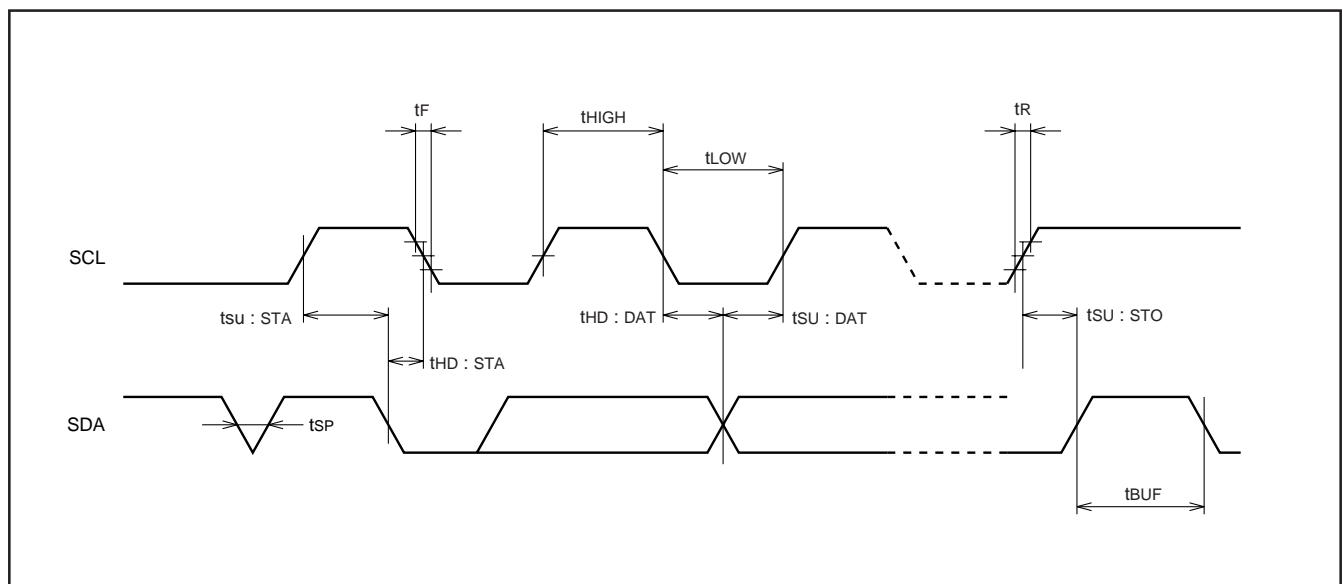 tF
tHIGH
tR
tLOW
SCL
tsu : STA
tHD : DAT
tSU : DAT
tSU : STO
tHD : STA
SDA
tSP
tBUF